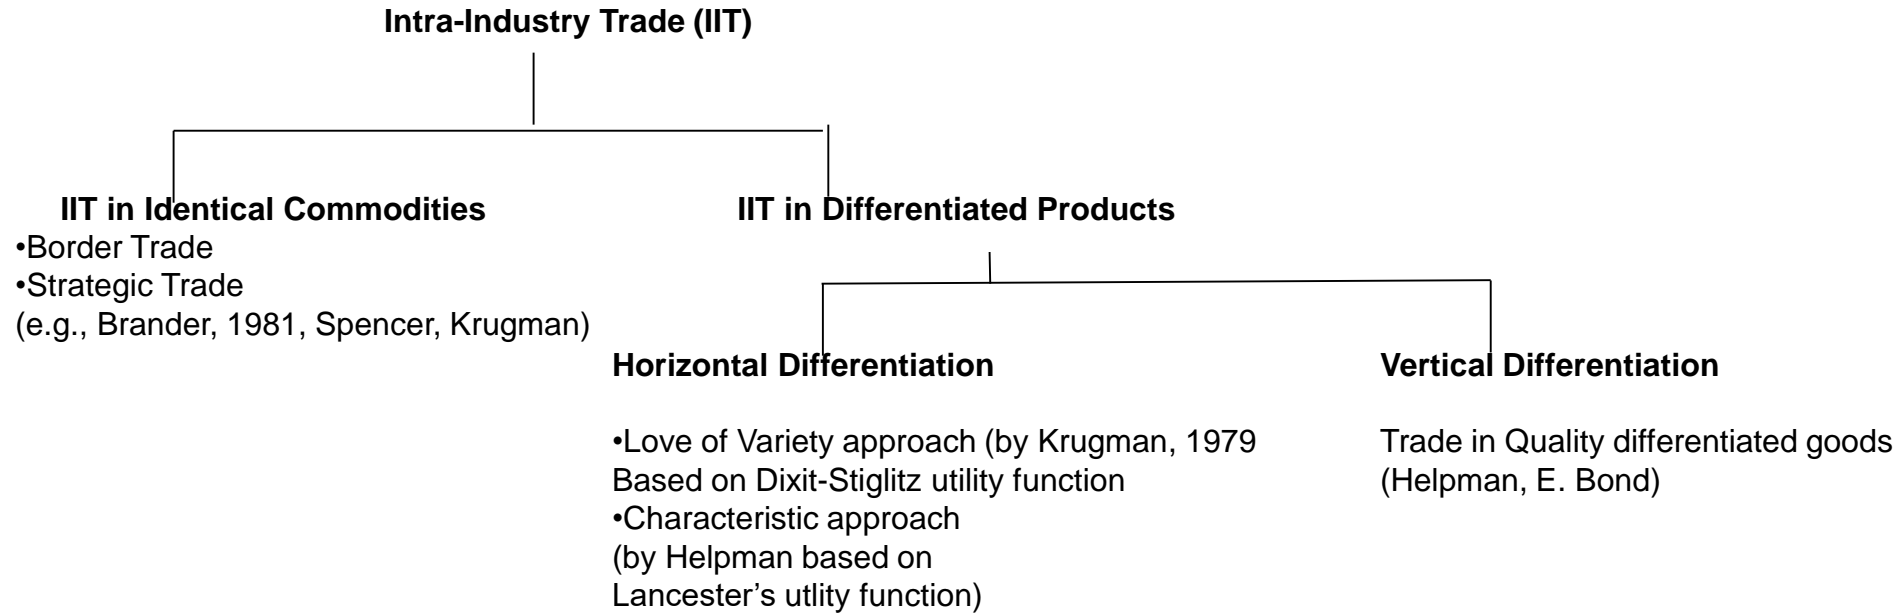 Intra-Industry Trade (IIT)
IIT in Identical Commodities
•Border Trade
•Strategic Trade
(e.g., Brander, 1981, Spencer, Krugman)
IIT in Differentiated Products
Horizontal Differentiation
•Love of Variety approach (by Krugman, 1979
Based on Dixit-Stiglitz utility function
•Characteristic approach
(by Helpman based on
Lancester’s utlity function)
Vertical Differentiation
Trade in Quality differentiated goods
(Helpman, E. Bond)